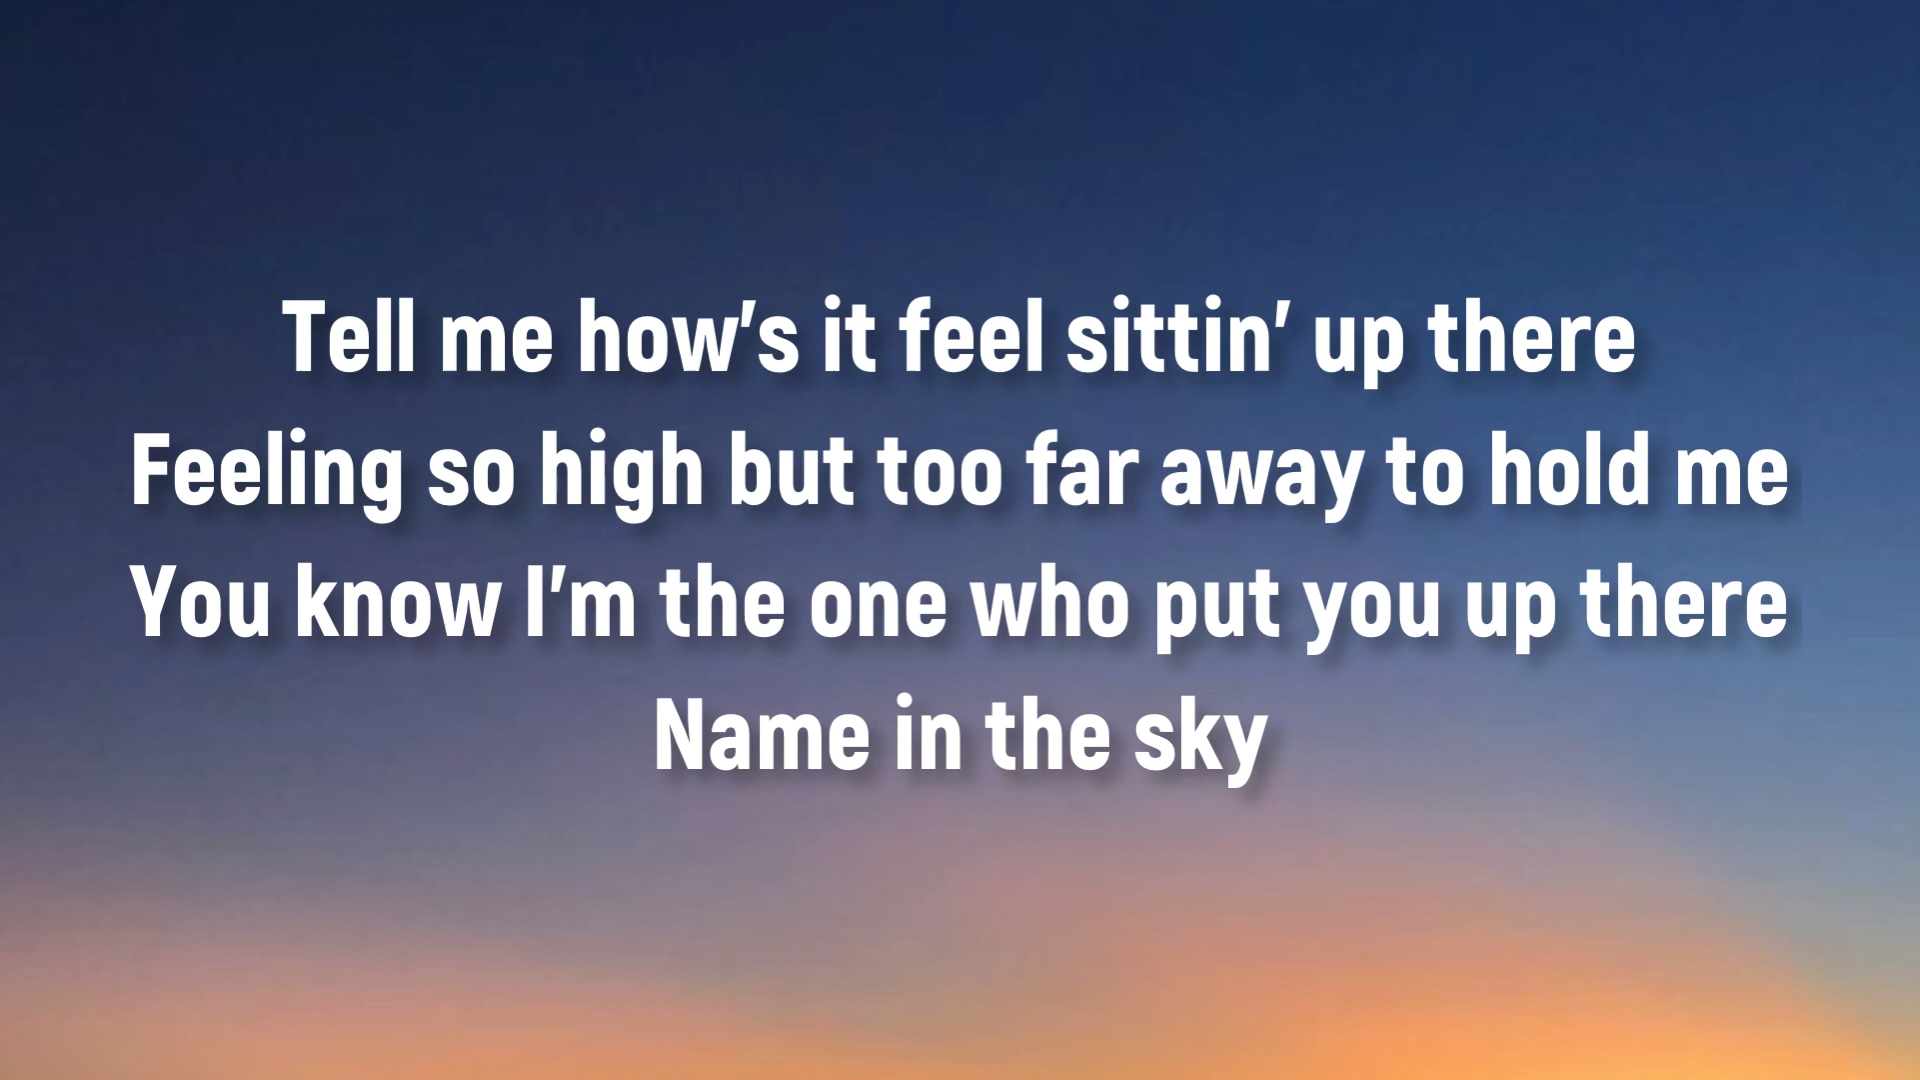 Tell me how's it feel sittin' up there
Feeling so high but too far away to hold me
You know I'm the one who put you up there
Name in the sky